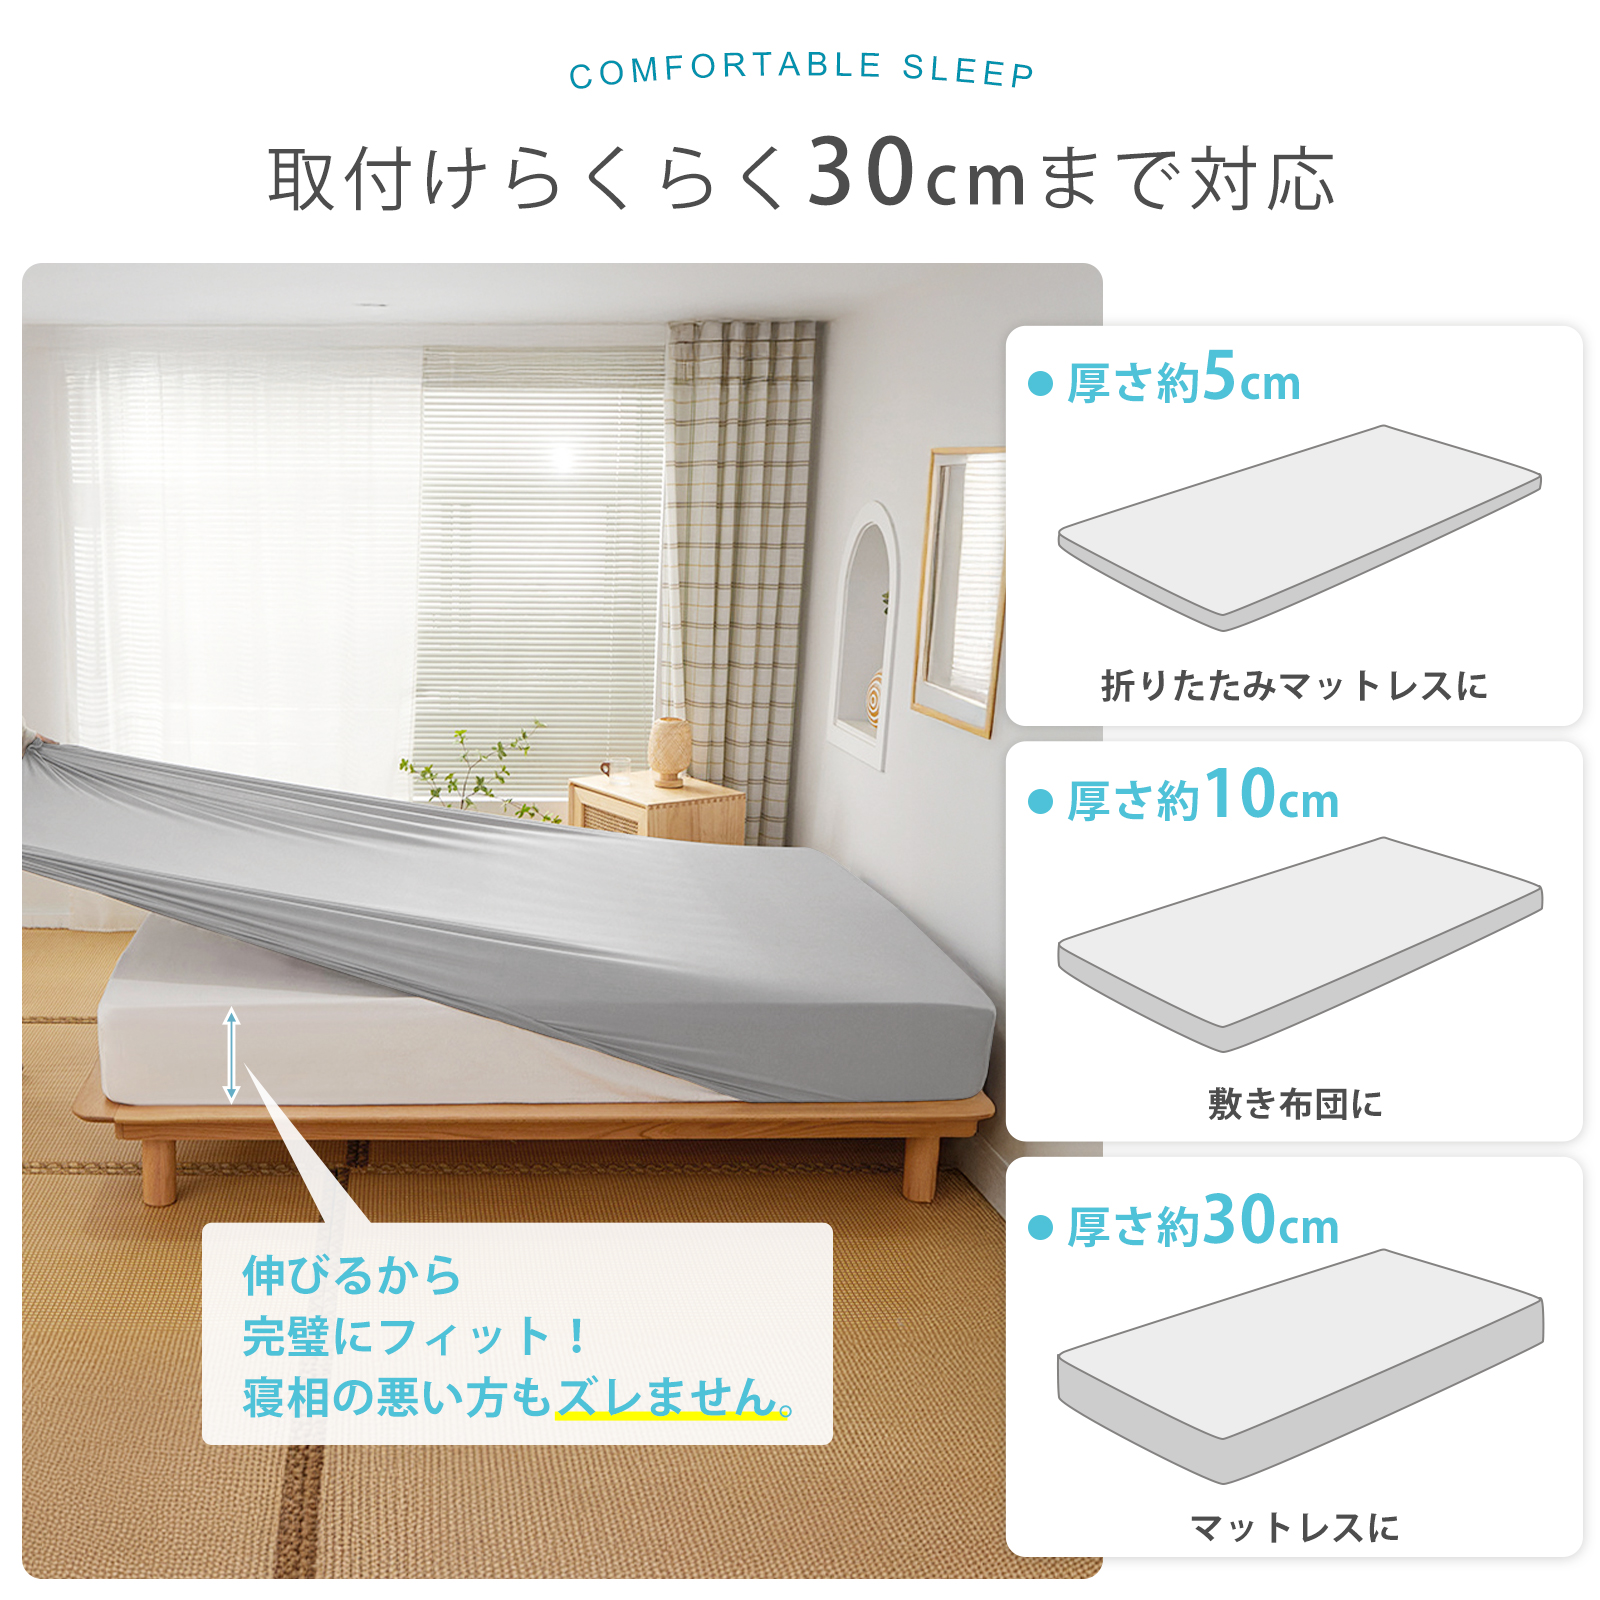 COMFORTABLE SLEEP
取付けらくらく30cmまで対応
● 厚さ約5cm
折りたたみマットレスに
● 厚さ約10cm
敷き布団に
● 厚さ約30cm
マットレスに
伸びるから
完璧にフィット！
寝相の悪い方もズレません。